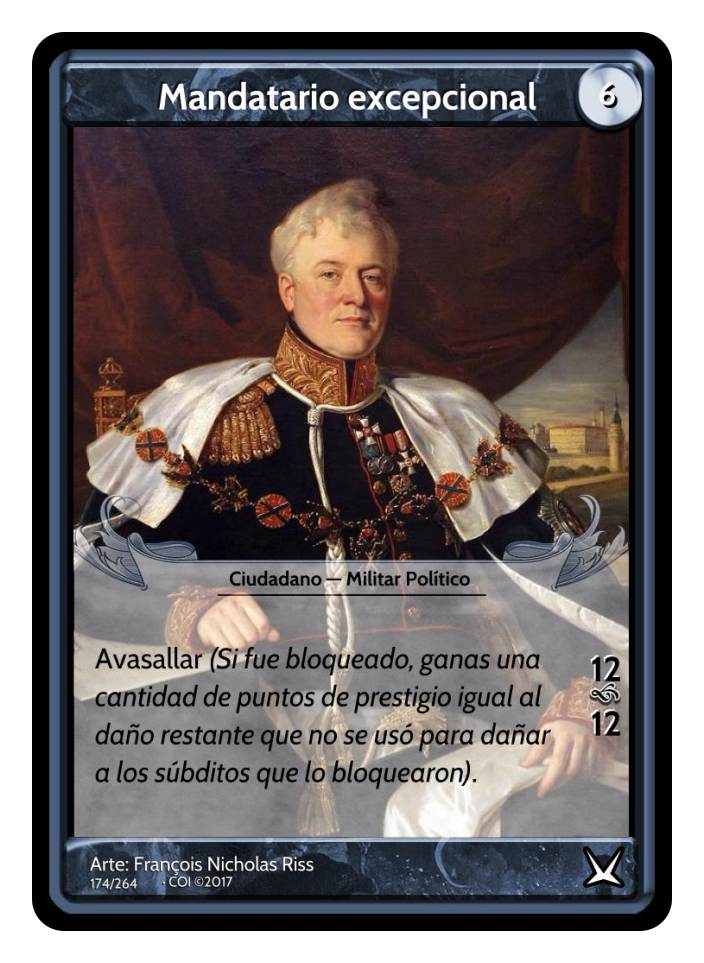 Mandatario excepcional
6
Ciudadano — Militar Político
Avasallar (Si fue bloqueado, ganas una
cantidad de puntos de prestigio igual al
daño restante que no se usó para dañar
a los súbditos que lo bloquearon).
12
12
Arte: François Nicholas Riss
174/264 · COI ©2017